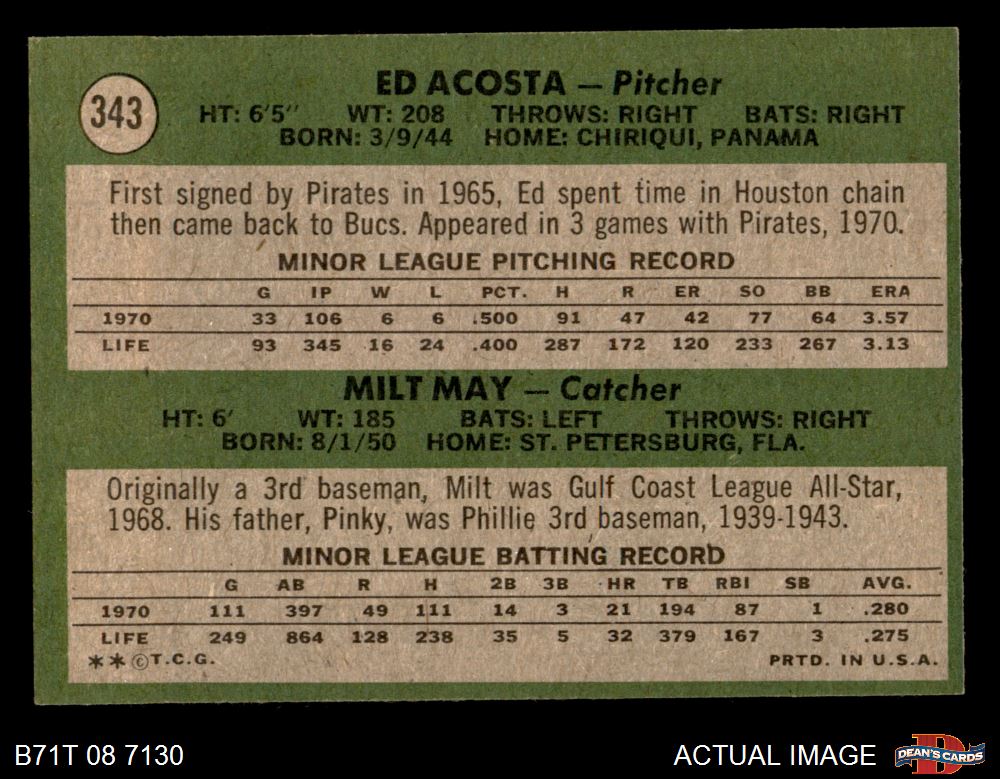 343
ED ACOSTA — Pitcher
HT: 6'5" WT: 208 THROWS: RIGHT BATS: RIGHT
BORN: 3/9/44 HOME: CHIRIQUI, PANAMA
First signed by Pirates in 1965, Ed spent time in Houston chain
then came back to Bucs. Appeared in 3 games with Pirates, 1970.
MINOR LEAGUE PITCHING RECORD
G IP W L PCT. H R ER SO BB ERA
1970 33 106 6 6 .500 91 47 42 77 64 3.57
LIFE 93 345 16 24 .400 287 172 120 233 267 3.13
MILT MAY — Catcher
HT: 6' WT: 185 BATS: LEFT THROWS: RIGHT
BORN: 8/1/50 HOME: ST. PETERSBURG, FLA.
Originally a 3rd baseman, Milt was Gulf Coast League All-Star,
1968. His father, Pinky, was Phillie 3rd baseman, 1939-1943.
MINOR LEAGUE BATTING RECORD
G AB R H 2B 3B HR TB RBI SB AVG.
1970 111 397 49 111 14 3 21 194 87 1 .280
LIFE 249 864 128 238 35 5 32 379 167 3 .275
**©T.C.G. PRTD. IN U.S.A.
B71T 08 7130 ACTUAL IMAGE DEAN'S CARDS